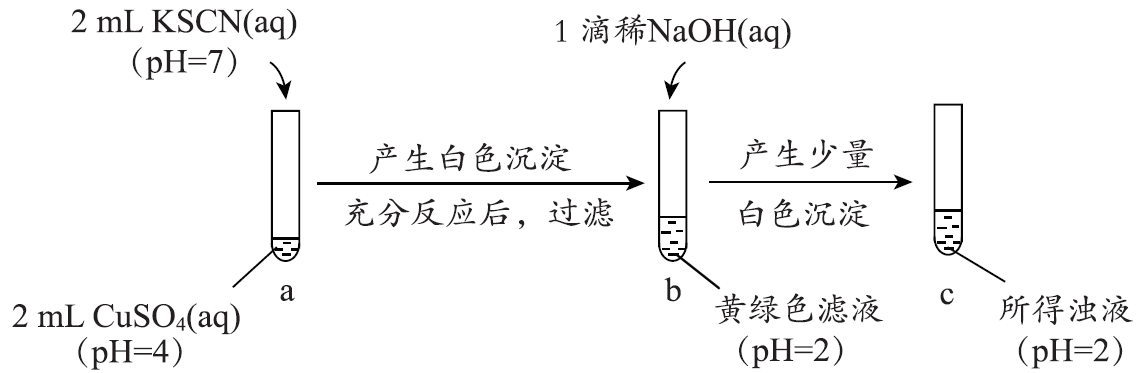 2 mL KSCN(aq)
(pH=7)
1 滴稀NaOH(aq)
产生白色沉淀
充分反应后，过滤
产生少量
白色沉淀
a
b
c
2 mL CuSO₄(aq)
(pH=4)
黄绿色滤液
(pH=2)
所得浊液
(pH=2)